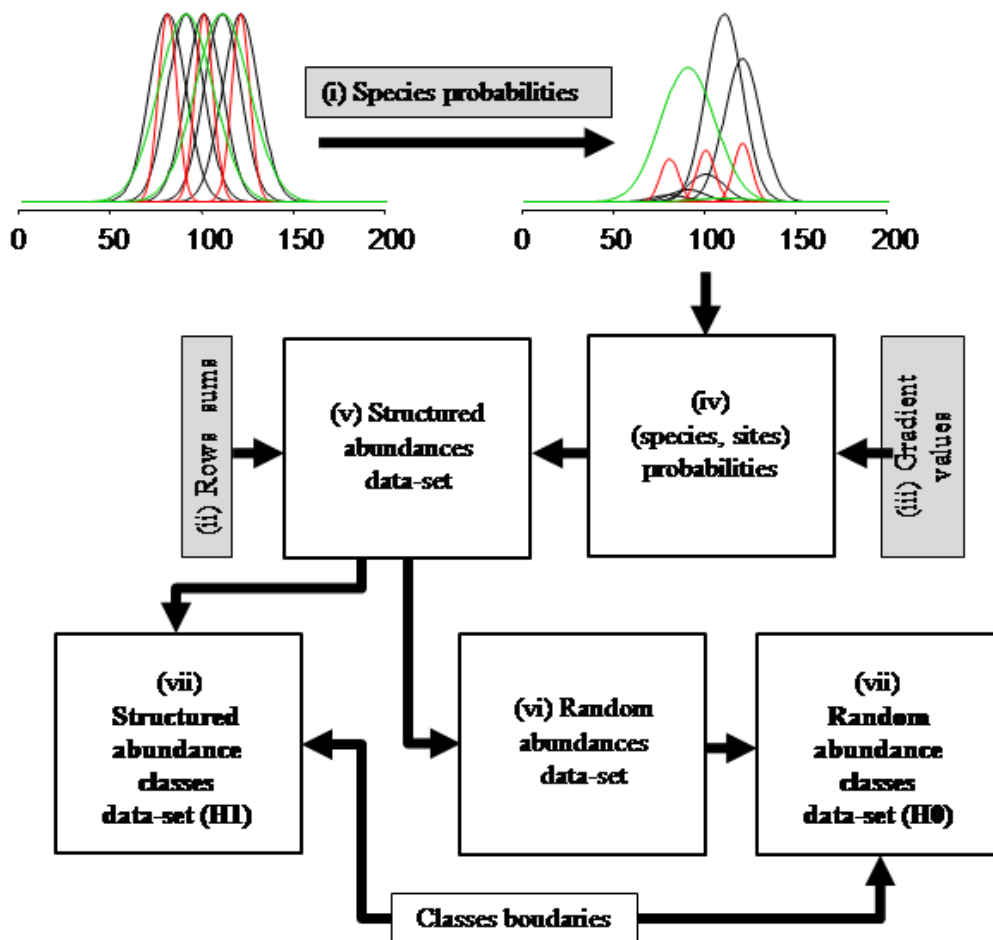 (i) Species probabilities
0 50 100 150 200
0 50 100 150 200
(ii) Rows sums
(v) Structured
abundances
data-set
(iv)
(species, sites)
probabilities
(iii) Gradient
values
(vii)
Structured
abundance
classes
data-set (H1)
(vi) Random
abundances
data-set
(vii)
Random
abundance
classes
data-set (H0)
Classes boudaries